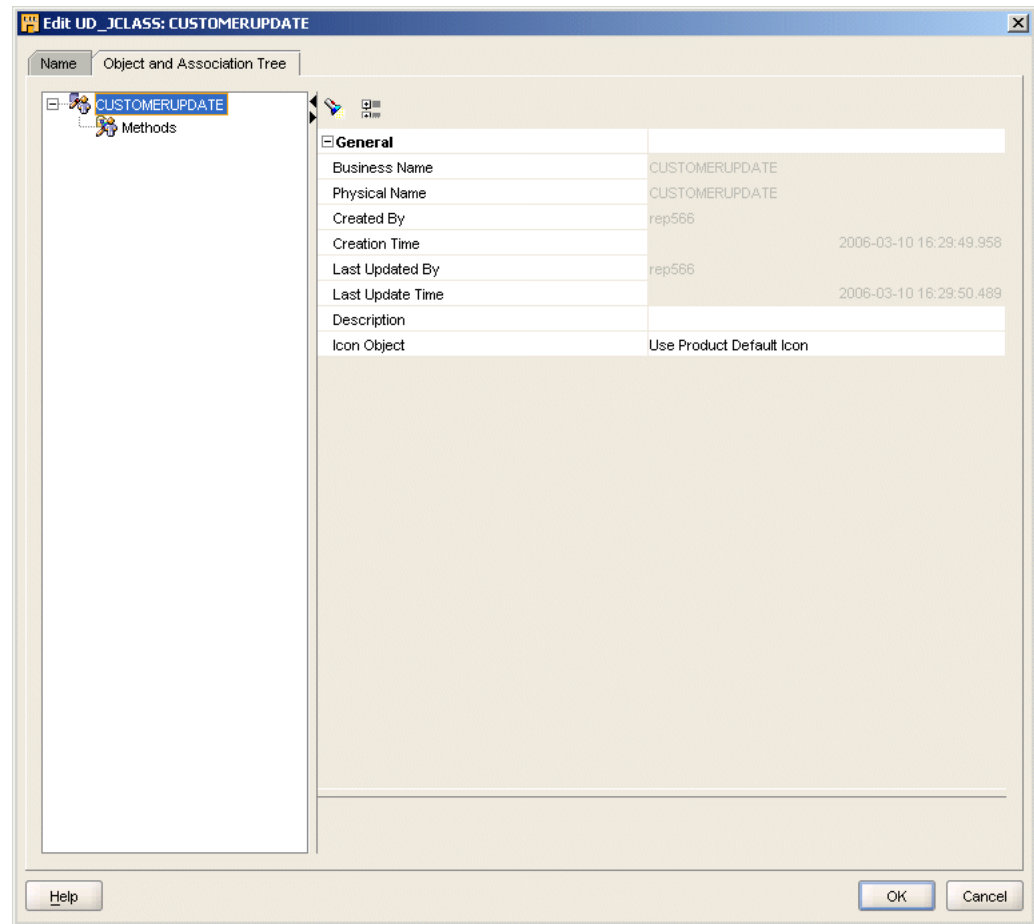 Edit UD_JCLASS: CUSTOMERUPDATE
Name Object and Association Tree
CUSTOMERUPDATE
Methods
General
Business Name CUSTOMERUPDATE
Physical Name CUSTOMERUPDATE
Created By rep566
Creation Time 2006-03-10 16:29:49.958
Last Updated By rep566
Last Update Time 2006-03-10 16:29:50.489
Description
Icon Object Use Product Default Icon
Help OK Cancel